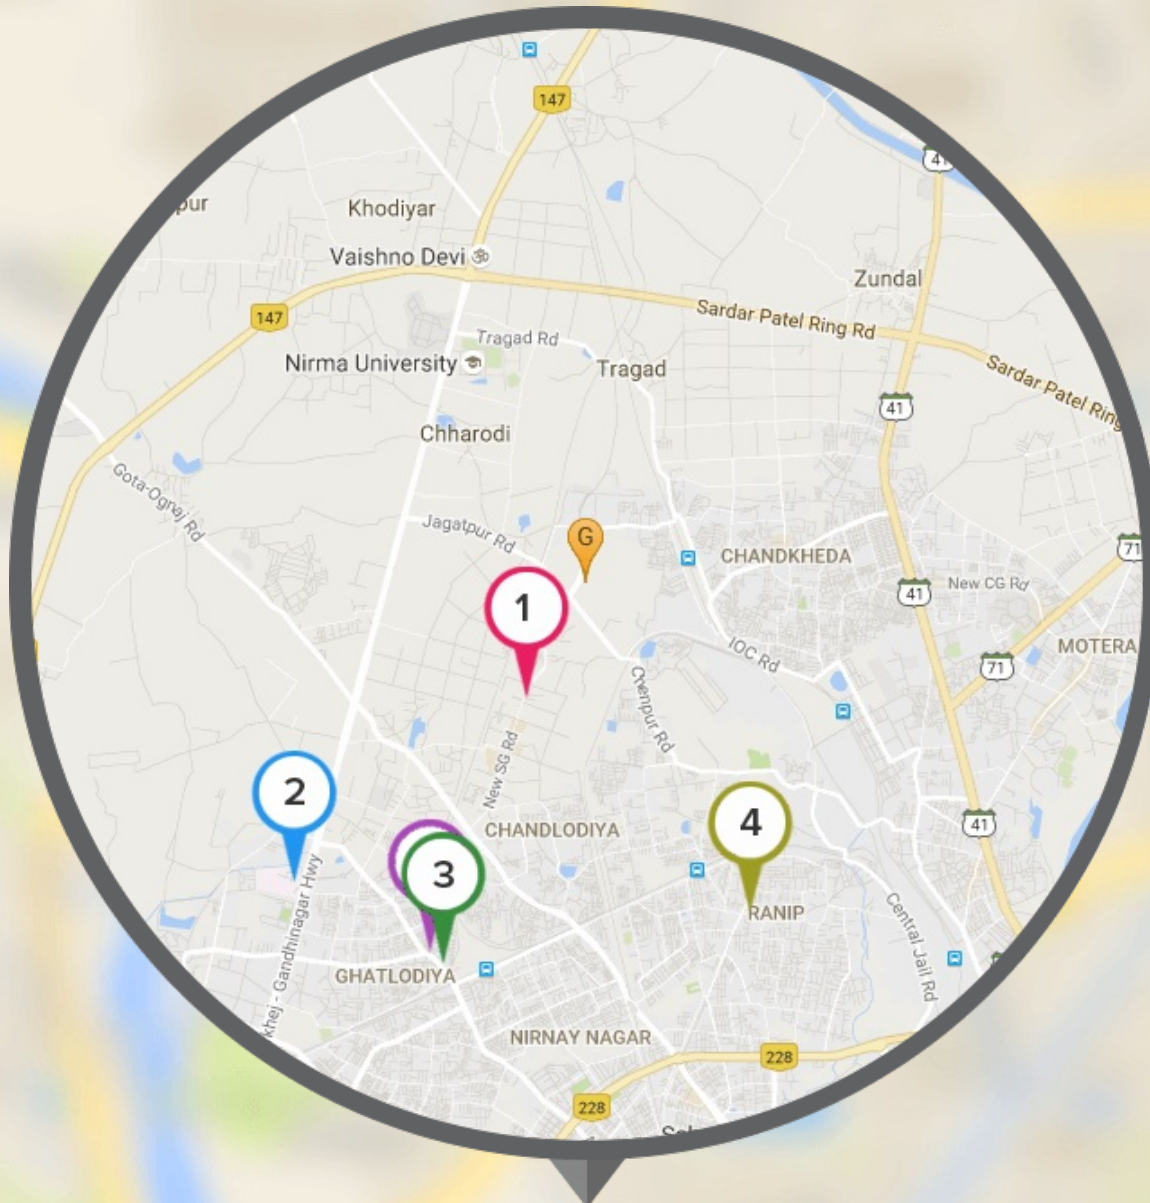 147
41
pur
Khodiyar
Vaishno Devi
Zundal
147
Sardar Patel Ring Rd
Tragad Rd
Nirma University
Tragad
Sardar Patel Ring
41
Chharodi
Gota-Ognaj Rd
Jagatpur Rd
G
CHANDKHEDA
71
New CG Rd
41
1
MOTERA
IOC Rd
71
Chenpur Rd
New SG Rd
2
4
41
CHANDLODIYA
3
RANIP
Central Jail Rd
khej - Gandhinagar Hwy
GHATLODIYA
NIRNAY NAGAR
228
228